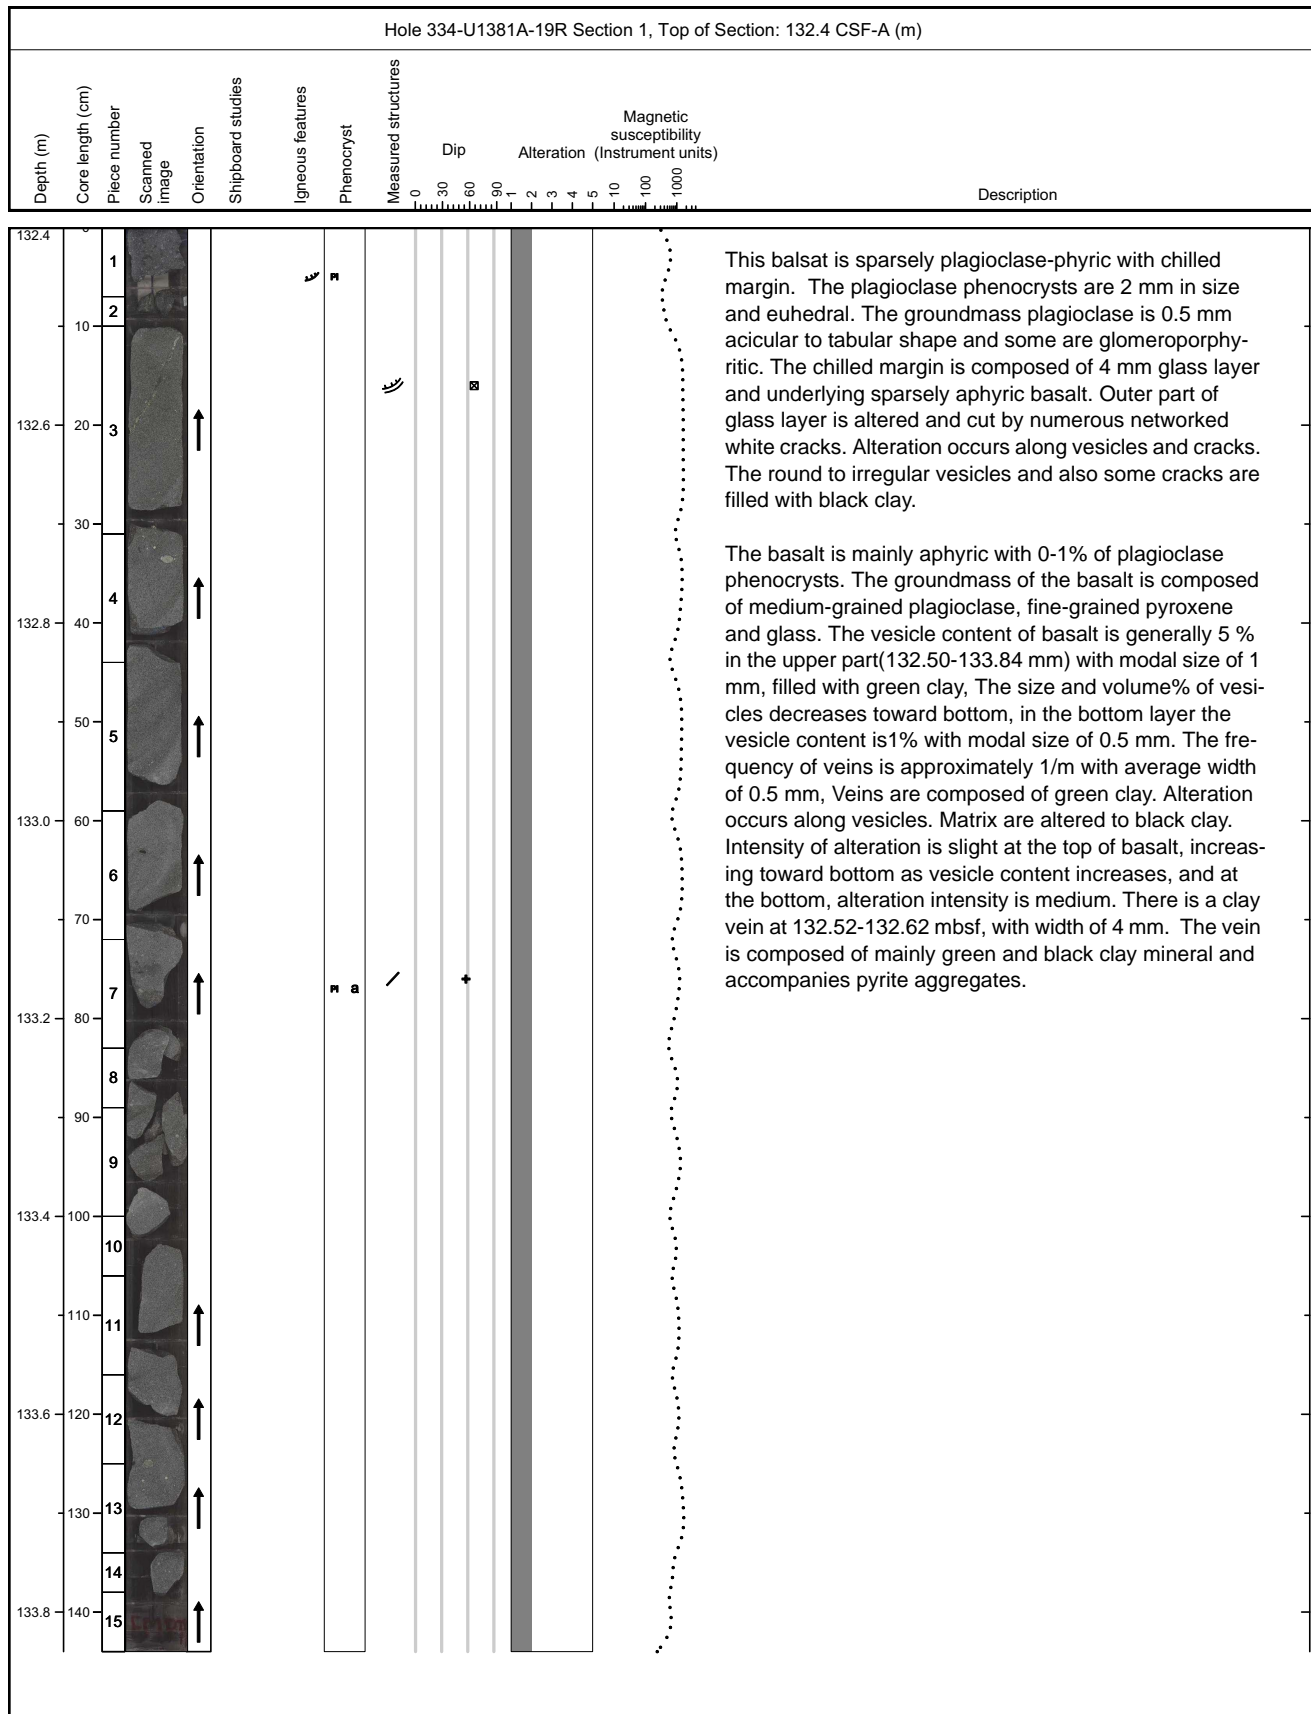 Hole 334-U1381A-19R Section 1, Top of Section: 132.4 CSF-A (m)
Depth (m)
Core length (cm)
Piece number
Scanned
image
Orientation
Shipboard studies
Igneous features
Phenocryst
Measured structures
Dip
0 30 60 90
Alteration
1 2 3 4 5
Magnetic
susceptibility
(Instrument units)
10 100 1000
Description
This balsat is sparsely plagioclase-phyric with chilled
margin. The plagioclase phenocrysts are 2 mm in size
and euhedral. The groundmass plagioclase is 0.5 mm
acicular to tabular shape and some are glomeroporphy-
ritic. The chilled margin is composed of 4 mm glass layer
and underlying sparsely aphyric basalt. Outer part of
glass layer is altered and cut by numerous networked
white cracks. Alteration occurs along vesicles and cracks.
The round to irregular vesicles and also some cracks are
filled with black clay.
The basalt is mainly aphyric with 0-1% of plagioclase
phenocrysts. The groundmass of the basalt is composed
of medium-grained plagioclase, fine-grained pyroxene
and glass. The vesicle content of basalt is generally 5 %
in the upper part(132.50-133.84 mm) with modal size of 1
mm, filled with green clay, The size and volume% of vesi-
cles decreases toward bottom, in the bottom layer the
vesicle content is1% with modal size of 0.5 mm. The fre-
quency of veins is approximately 1/m with average width
of 0.5 mm, Veins are composed of green clay. Alteration
occurs along vesicles. Matrix are altered to black clay.
Intensity of alteration is slight at the top of basalt, increas-
ing toward bottom as vesicle content increases, and at
the bottom, alteration intensity is medium. There is a clay
vein at 132.52-132.62 mbsf, with width of 4 mm. The vein
is composed of mainly green and black clay mineral and
accompanies pyrite aggregates.
132.4
132.6
132.8
133.0
133.2
133.4
133.6
133.8
0
10
20
30
40
50
60
70
80
90
100
110
120
130
140
1
2
3
4
5
6
7
8
9
10
11
12
13
14
15
Pl
Pl a